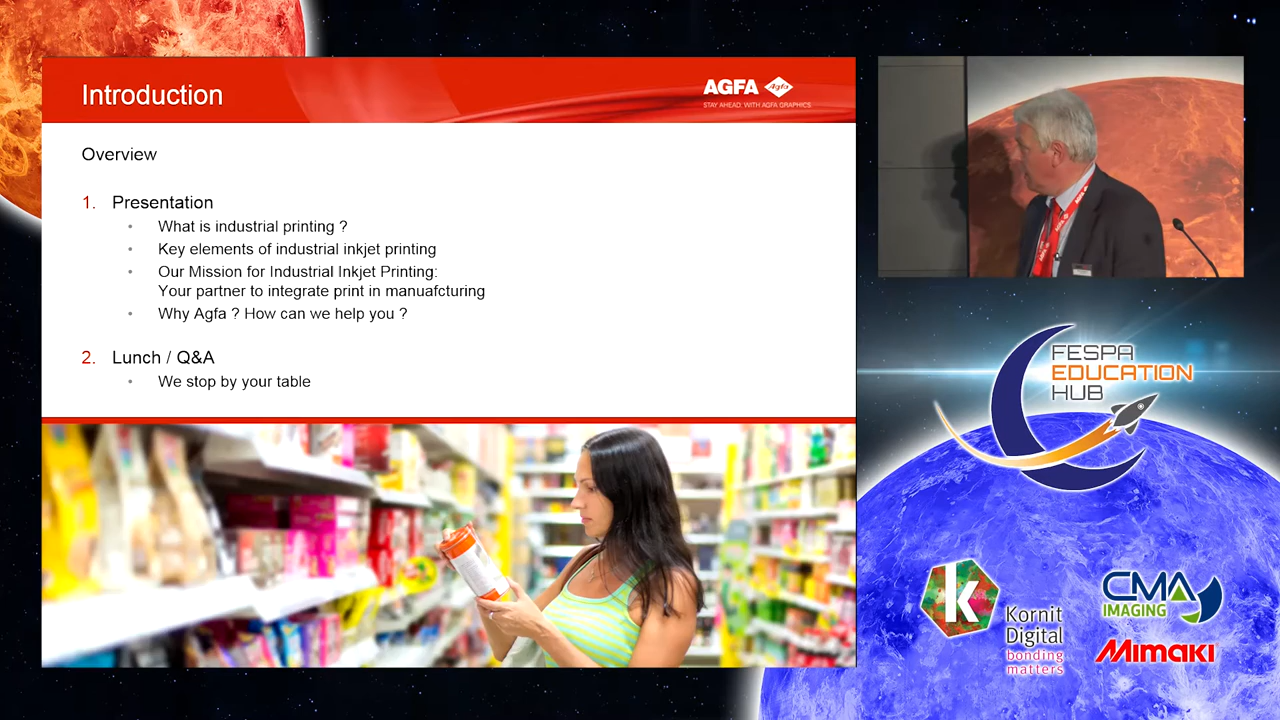 Introduction
AGFA Agfa
STAY AHEAD. WITH AGFA GRAPHICS
Overview
1. Presentation
• What is industrial printing ?
• Key elements of industrial inkjet printing
• Our Mission for Industrial Inkjet Printing:
Your partner to integrate print in manuafcturing
• Why Agfa ? How can we help you ?
2. Lunch / Q&A
• We stop by your table
FESPA
EDUCATION
HUB
k
Kornit
Digital
bonding
matters
CMA
IMAGING
Mimaki